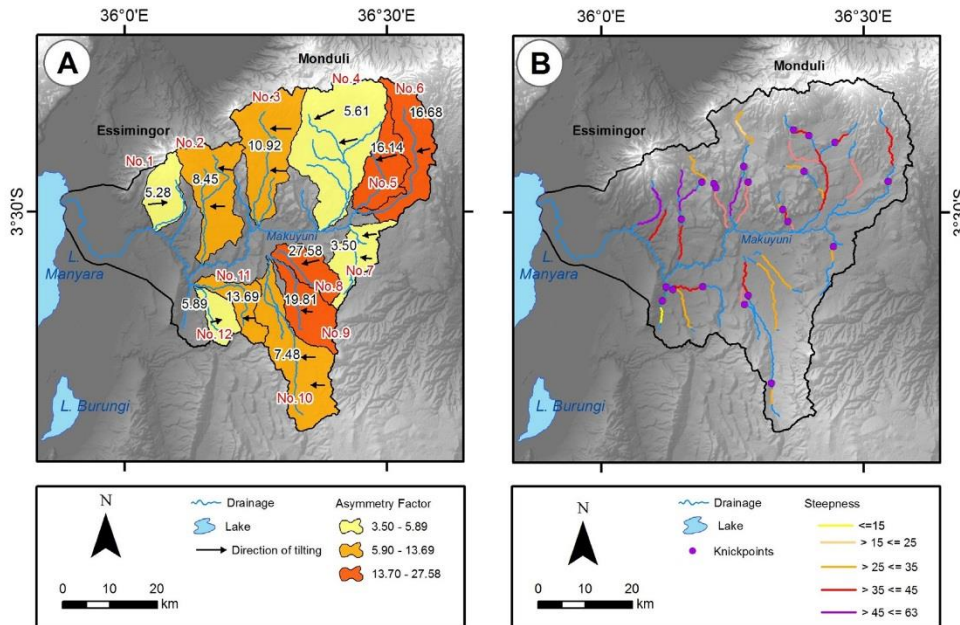 36°0'E
36°30'E
A
Monduli
No.4
No.6
No.3
5.61
16.68
Essimingor
No.2
10.92
16.14
No.1
8.45
No.5
5.28
3°30'S
Makuyuni
3.50
27.58
No.7
L.
Manyara
No.11
No.8
5.89
13.69
19.81
No.12
No.9
7.48
L. Burungi
No.10
N
0 10 20
km
Drainage
Lake
Direction of tilting
Asymmetry Factor
3.50 - 5.89
5.90 - 13.69
13.70 - 27.58
36°0'E
36°30'E
B
Monduli
Essimingor
3°30'S
Makuyuni
L.
Manyara
L. Burungi
N
0 10 20
km
Drainage
Lake
Knickpoints
Steepness
<=15
> 15 <= 25
> 25 <= 35
> 35 <= 45
> 45 <= 63